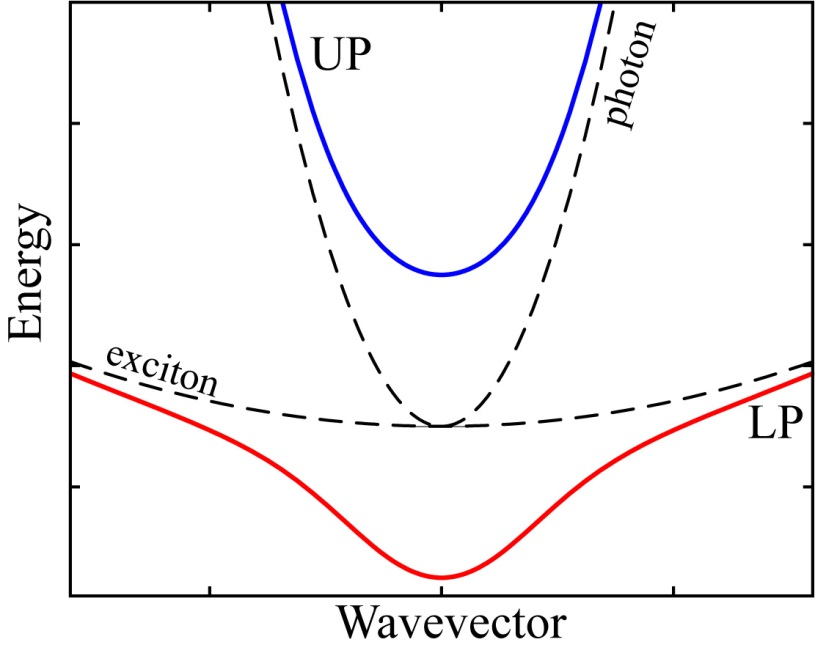 UP
photon
Energy
exciton
LP
Wavevector